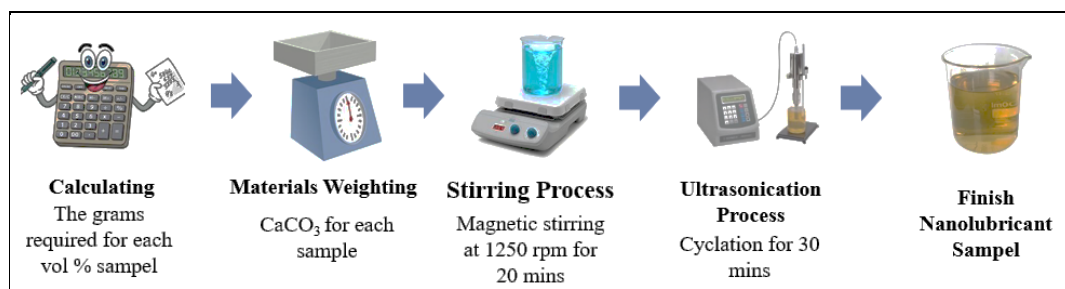 Calculating
The grams
required for each
vol % sampel
Materials Weighting
CaCO₃ for each
sample
Stirring Process
Magnetic stirring
at 1250 rpm for
20 mins
Ultrasonication
Process
Cyclation for 30
mins
Finish
Nanolubricant
Sampel